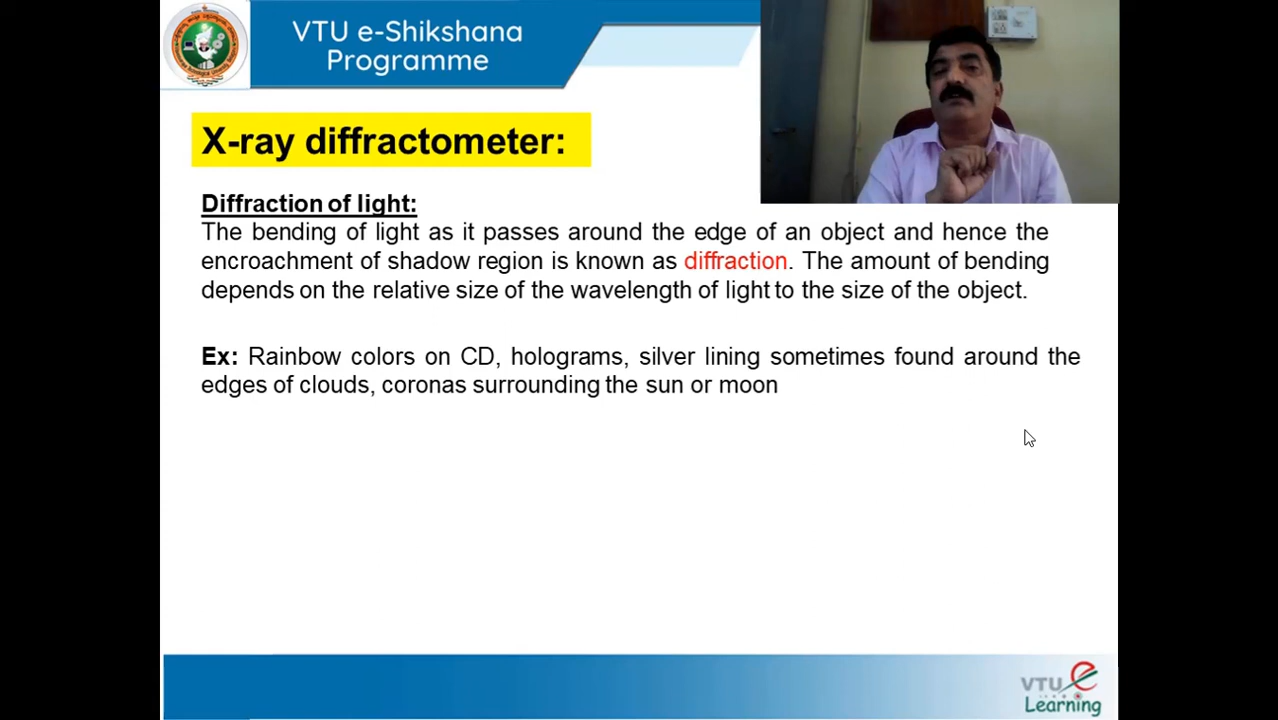 VTU e-Shikshana
Programme
X-ray diffractometer:
Diffraction of light:
The bending of light as it passes around the edge of an object and hence the
encroachment of shadow region is known as diffraction. The amount of bending
depends on the relative size of the wavelength of light to the size of the object.
Ex: Rainbow colors on CD, holograms, silver lining sometimes found around the
edges of clouds, coronas surrounding the sun or moon
VTU e
Learning